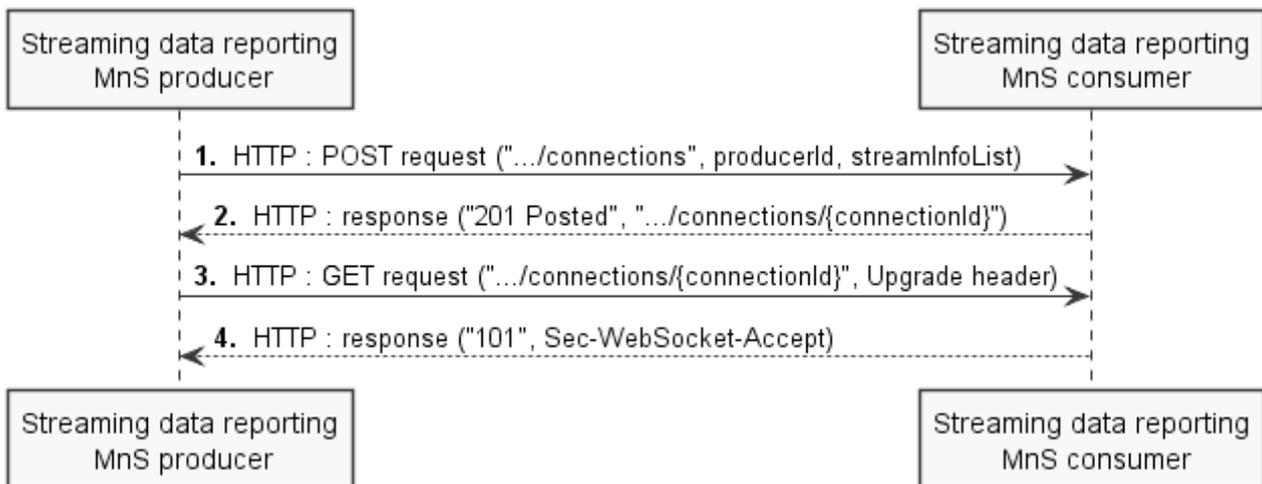 Streaming data reporting
MnS producer
Streaming data reporting
MnS consumer
1. HTTP : POST request (".../connections", producerId, streamInfoList)
2. HTTP : response ("201 Posted", ".../connections/{connectionId}")
3. HTTP : GET request (".../connections/{connectionId}", Upgrade header)
4. HTTP : response ("101", Sec-WebSocket-Accept)
Streaming data reporting
MnS producer
Streaming data reporting
MnS consumer